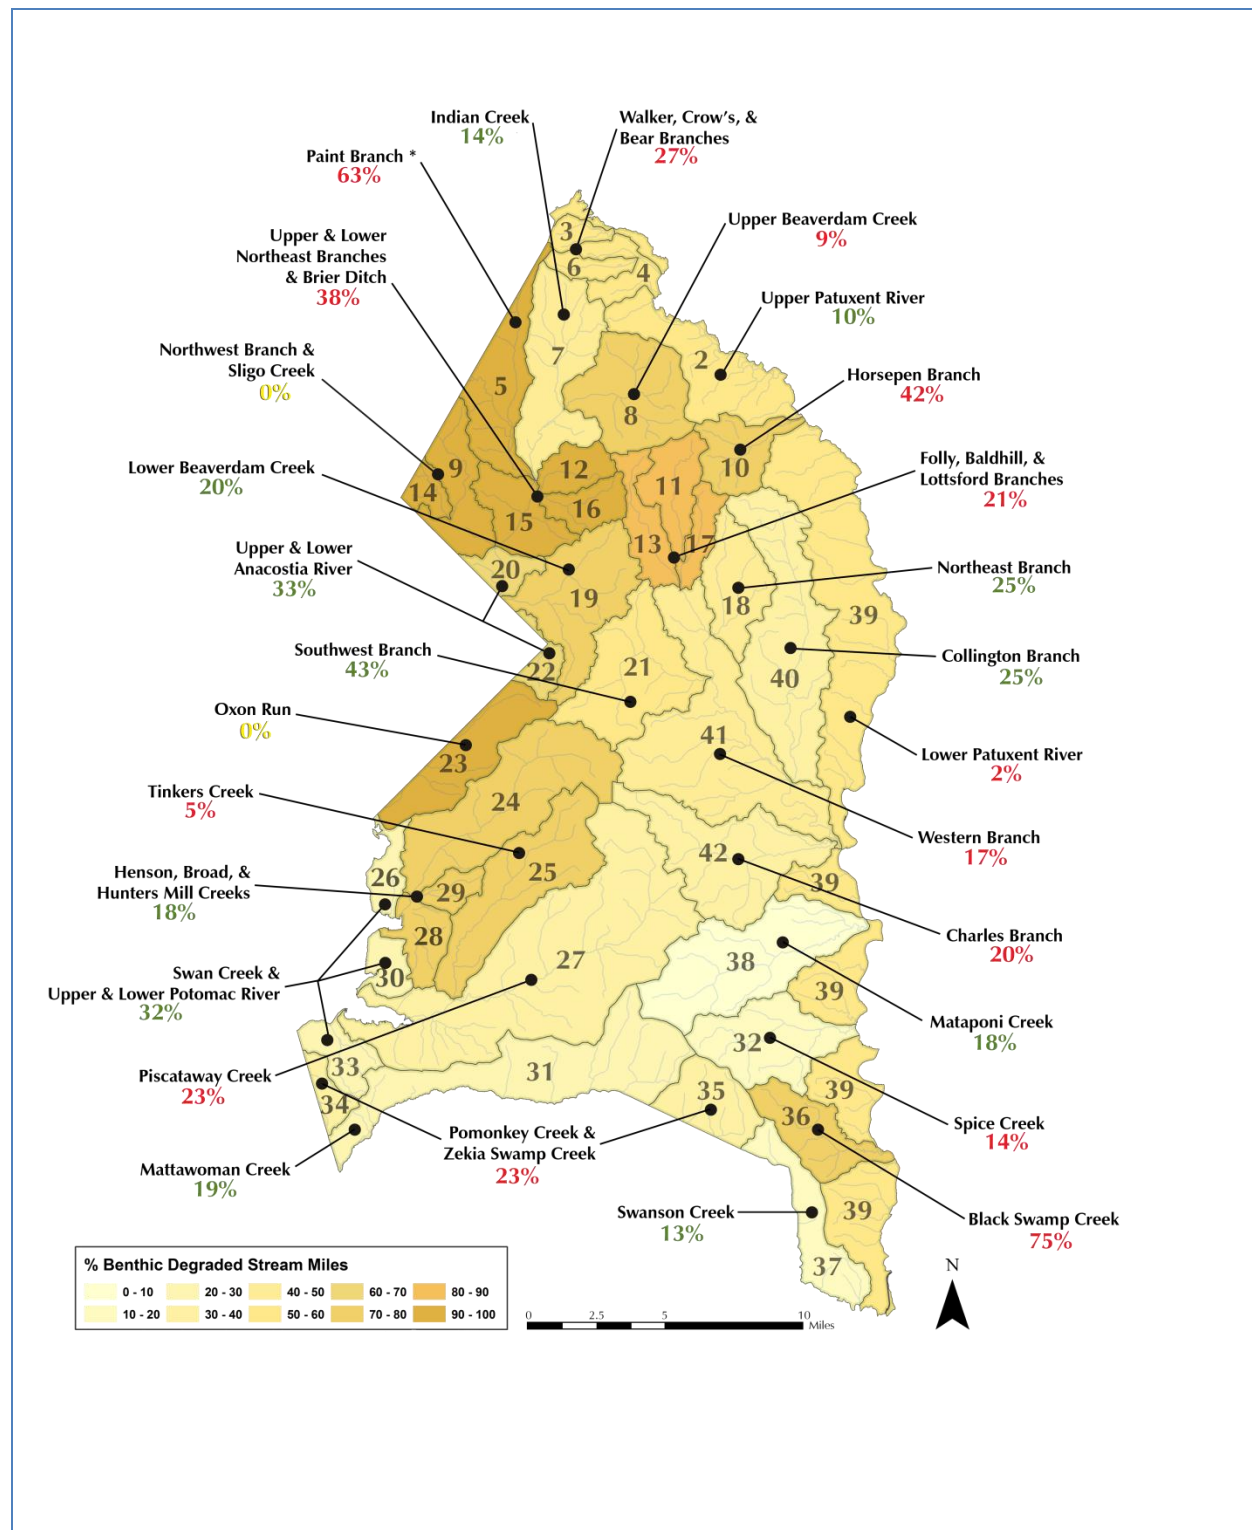 Indian Creek
14%
Walker, Crow's, &
Bear Branches
27%
Paint Branch *
63%
Upper Beaverdam Creek
9%
Upper & Lower
Northeast Branches
& Brier Ditch
38%
Upper Patuxent River
10%
Northwest Branch &
Sligo Creek
0%
Horsepen Branch
42%
Lower Beaverdam Creek
20%
Folly, Baldhill, &
Lottsford Branches
21%
Upper & Lower
Anacostia River
33%
Northeast Branch
25%
Southwest Branch
43%
Collington Branch
25%
Oxon Run
0%
Lower Patuxent River
2%
Tinkers Creek
5%
Western Branch
17%
Henson, Broad, &
Hunters Mill Creeks
18%
Charles Branch
20%
Swan Creek &
Upper & Lower Potomac River
32%
Mataponi Creek
18%
Piscataway Creek
23%
Spice Creek
14%
Pomonkey Creek &
Zekia Swamp Creek
23%
Mattawoman Creek
19%
Swanson Creek
13%
Black Swamp Creek
75%
3
6
4
7
2
5
8
9
10
12
11
14
16
15
13
17
20
19
18
39
21
22
40
41
23
24
42
25
26
29
39
28
27
38
30
39
32
33
31
35
39
34
36
39
37
% Benthic Degraded Stream Miles
0 - 10
20 - 30
40 - 50
60 - 70
80 - 90
10 - 20
30 - 40
50 - 60
70 - 80
90 - 100
0
2.5
5
10
Miles
N